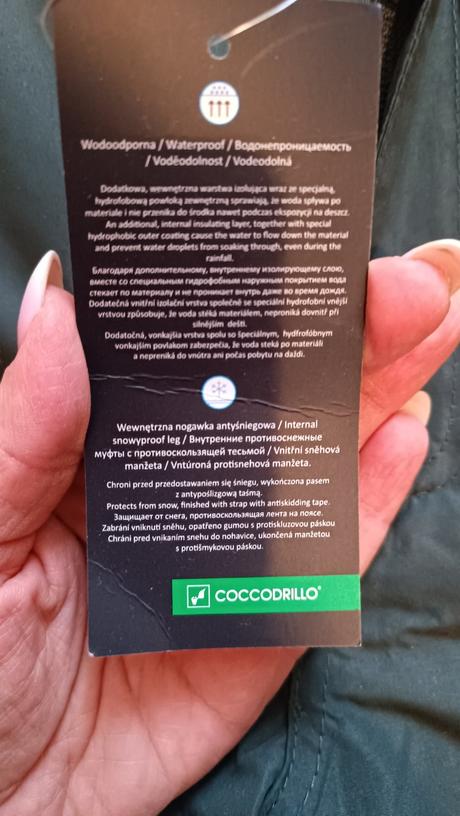 Wodoodporna / Waterproof / Водонепроницаемость
/ Voděodolnost / Vodeodolná
Dodatkowa, wewnętrzna warstwa izolująca wraz ze specjalną,
hydrofobową powłoką zewnętrzną sprawiają, że woda spływa po
materiale i nie przenika do środka nawet podczas ekspozycji na deszcz.
An additional, internal insulating layer, together with special
hydrophobic outer coating cause the water to flow down the material
and prevent water droplets from soaking through, even during the
rainfall.
Благодаря дополнительному, внутреннему изолирующему слою,
вместе со специальным гидрофобным наружным покрытием вода
стекает по материалу и не проникает внутрь даже во время дождя.
Dodatečná vnitřní izolační vrstva společně se speciální hydrofobní vnější
vrstvou způsobuje, že voda stéká materiálem, neproniká dovnitř při
silnějším dešti.
Dodatočná, vonkajšia vrstva spolu so špeciálnym, hydrofóbnym
vonkajším povlakom zabezpečia, že voda steká po materiáli
a nepreniká do vnútra ani počas pobytu na daždi.
Wewnętrzna nogawka antyśniegowa / Internal
snowyproof leg / Внутренние противоснежные
муфты с противоскользящей тесьмой / Vnitřní sněhová
manžeta / Vntúroná protisnehová manžeta.
Chroni przed przedostawaniem się śniegu, wykończona pasem
z antypoślizgową taśmą.
Protects from snow, finished with strap with antiskidding tape.
Защищает от снега, противоскользящая лента на поясе.
Zabrání vniknutí sněhu, opatřeno gumou s protiskluzovou páskou
Chráni pred vnikaním snehu do nohavice, ukončená manžetou
s protišmykovou páskou.
COCCODRILLO®